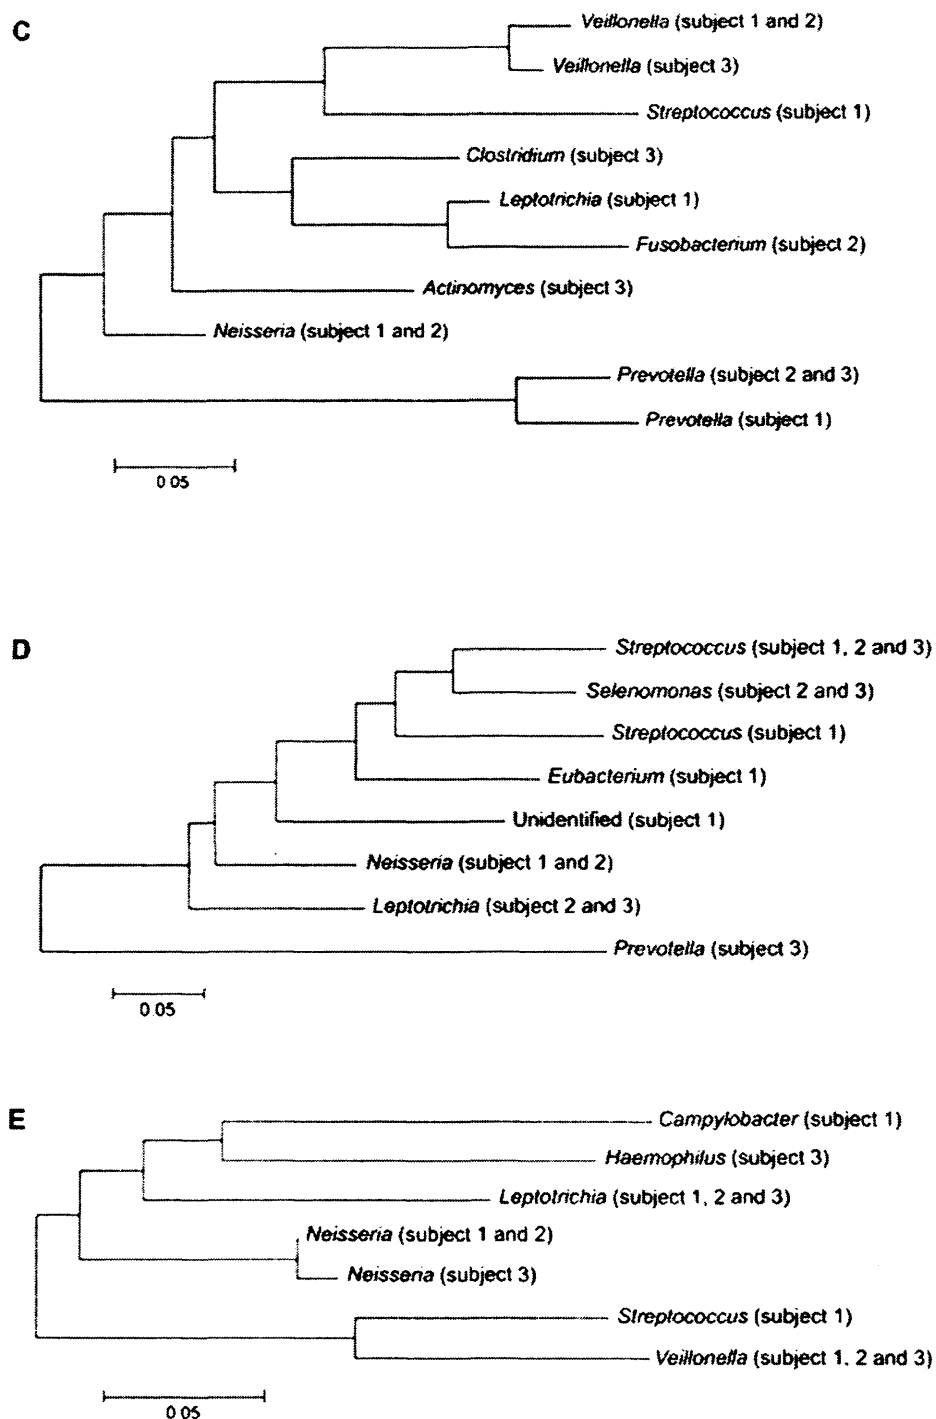 C
Veillonella (subject 1 and 2)
Veillonella (subject 3)
Streptococcus (subject 1)
Clostridium (subject 3)
Leptotrichia (subject 1)
Fusobacterium (subject 2)
Actinomyces (subject 3)
Neisseria (subject 1 and 2)
Prevotella (subject 2 and 3)
Prevotella (subject 1)
0.05
D
Streptococcus (subject 1, 2 and 3)
Selenomonas (subject 2 and 3)
Streptococcus (subject 1)
Eubacterium (subject 1)
Unidentified (subject 1)
Neisseria (subject 1 and 2)
Leptotrichia (subject 2 and 3)
Prevotella (subject 3)
0.05
E
Campylobacter (subject 1)
Haemophilus (subject 3)
Leptotrichia (subject 1, 2 and 3)
Neisseria (subject 1 and 2)
Neisseria (subject 3)
Streptococcus (subject 1)
Veillonella (subject 1, 2 and 3)
0.05